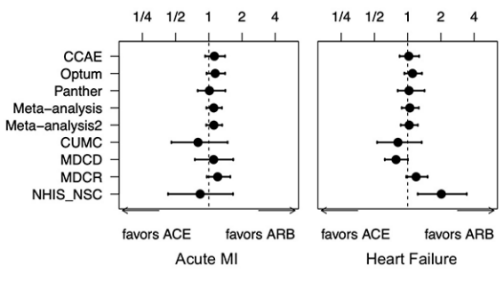 1/4 1/2 1 2 4 1/4 1/2 1 2 4
CCAE
Optum
Panther
Meta−analysis
Meta−analysis2
CUMC
MDCD
MDCR
NHIS_NSC
favors ACE favors ARB favors ACE favors ARB
Acute MI Heart Failure